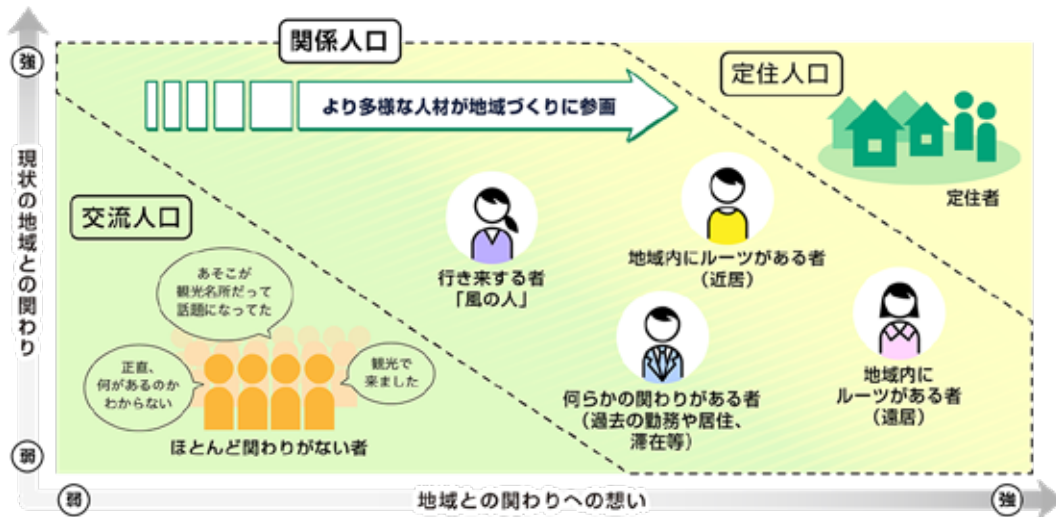 関係人口
強
より多様な人材が地域づくりに参画
定住人口
定住者
現状の地域との関わり
交流人口
あそこが
観光名所だって
話題になってた
正直、
何があるのか
わからない
観光で
来ました
ほとんど関わりがない者
行き来する者
「風の人」
地域内にルーツがある者
（近居）
何らかの関わりがある者
（過去の勤務や居住、
滞在等）
地域内に
ルーツがある者
（遠居）
弱
弱
地域との関わりへの想い
強